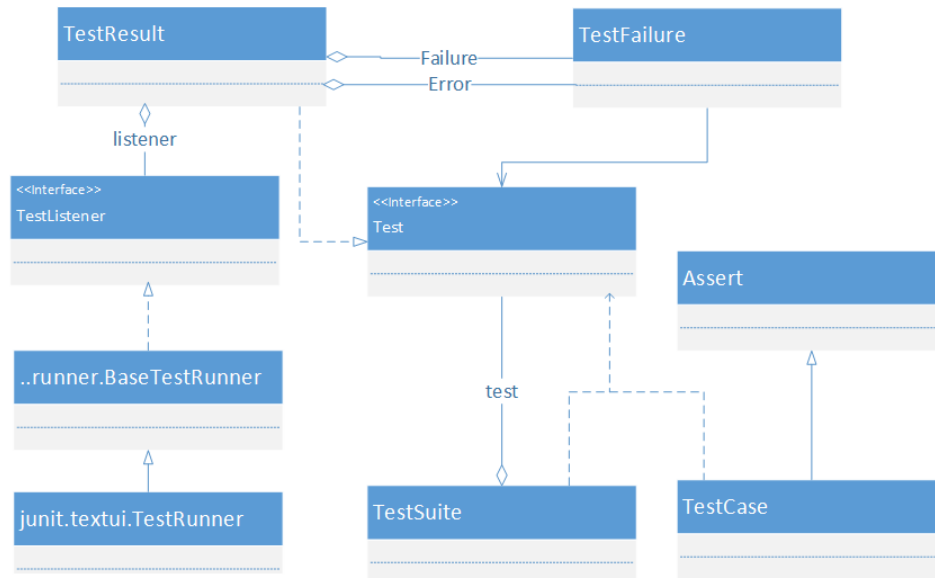 TestResult
TestFailure
Failure
Error
listener
<<Interface>>
TestListener
<<Interface>>
Test
Assert
..runner.BaseTestRunner
test
junit.textui.TestRunner
TestSuite
TestCase